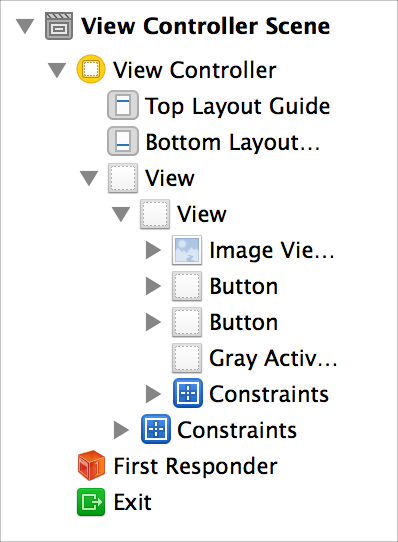 View Controller Scene
View Controller
Top Layout Guide
Bottom Layout…
View
View
Image Vie…
Button
Button
Gray Activ…
Constraints
Constraints
First Responder
Exit